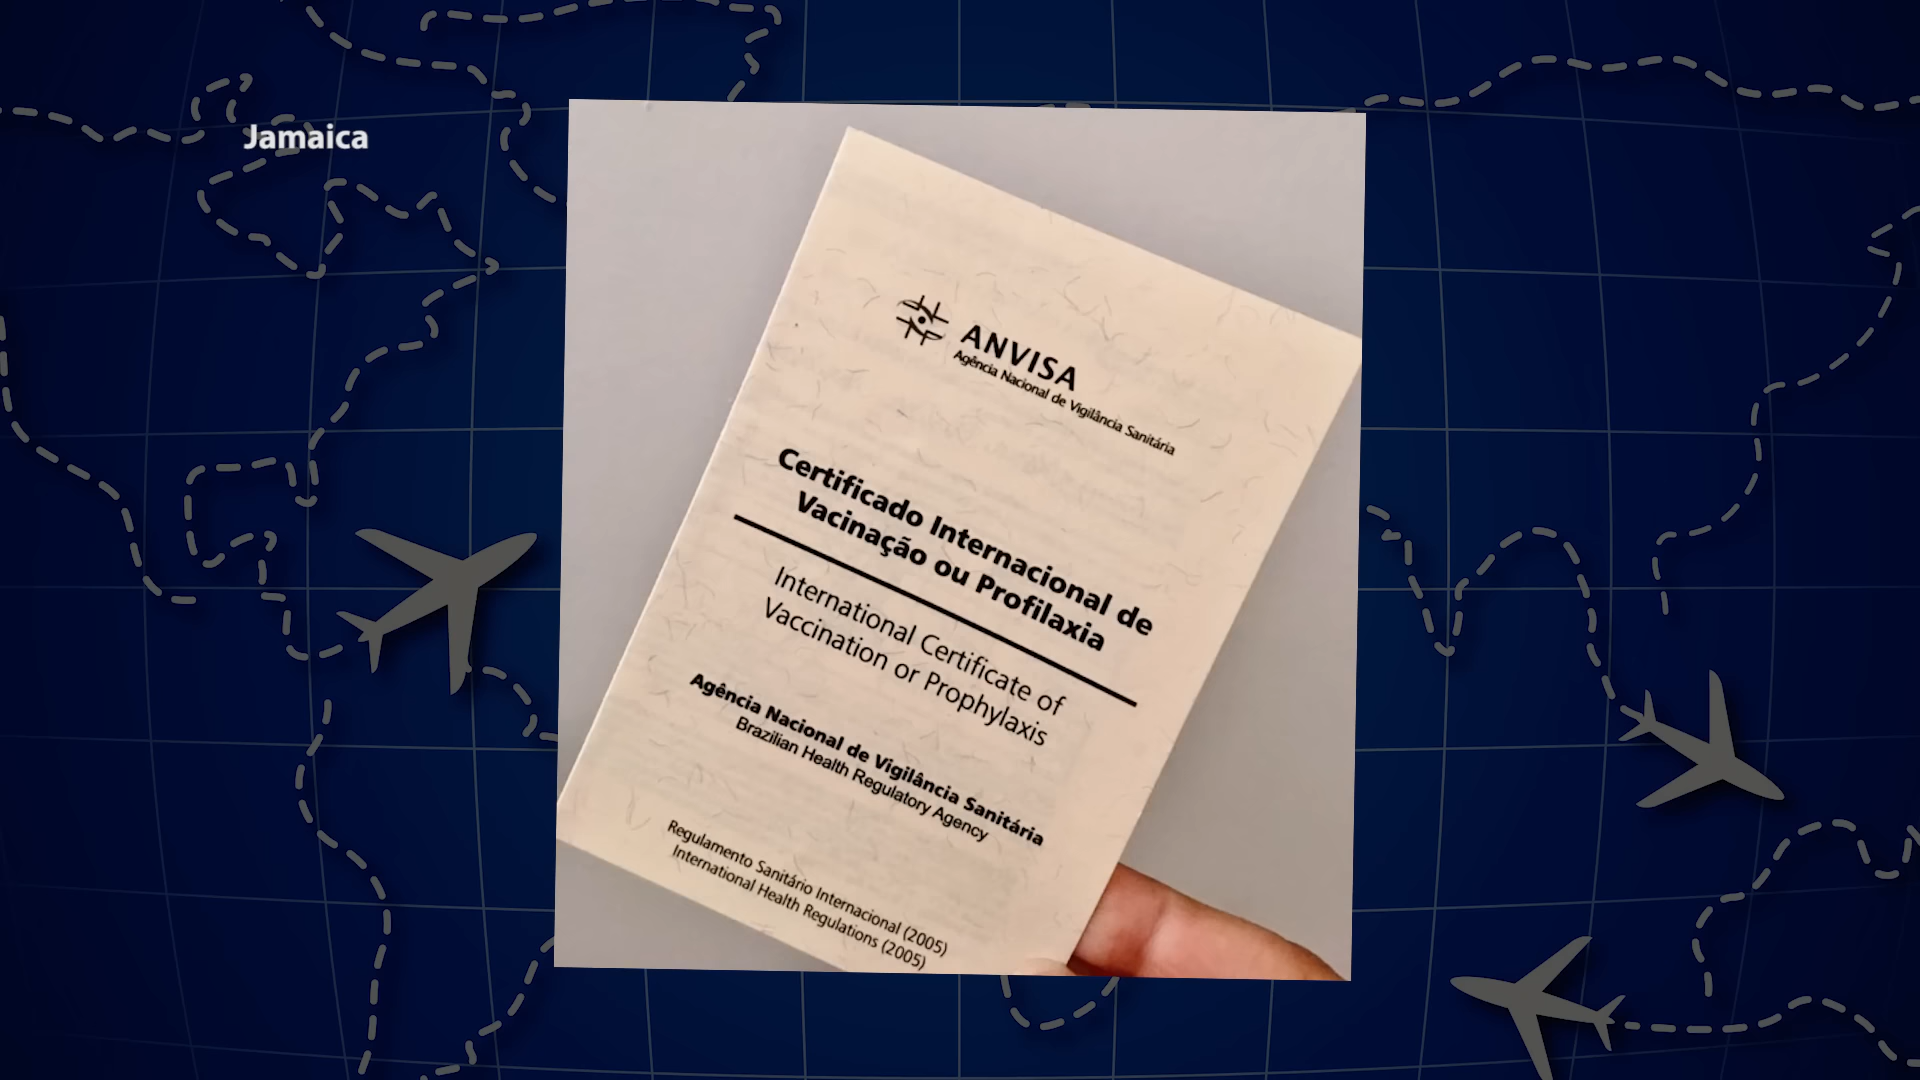 Jamaica
ANVISA
Agência Nacional de Vigilância Sanitária
Certificado Internacional de
Vacinação ou Profilaxia
International Certificate of
Vaccination or Prophylaxis
Agência Nacional de Vigilância Sanitária
Brazilian Health Regulatory Agency
Regulamento Sanitário Internacional (2005)
International Health Regulations (2005)